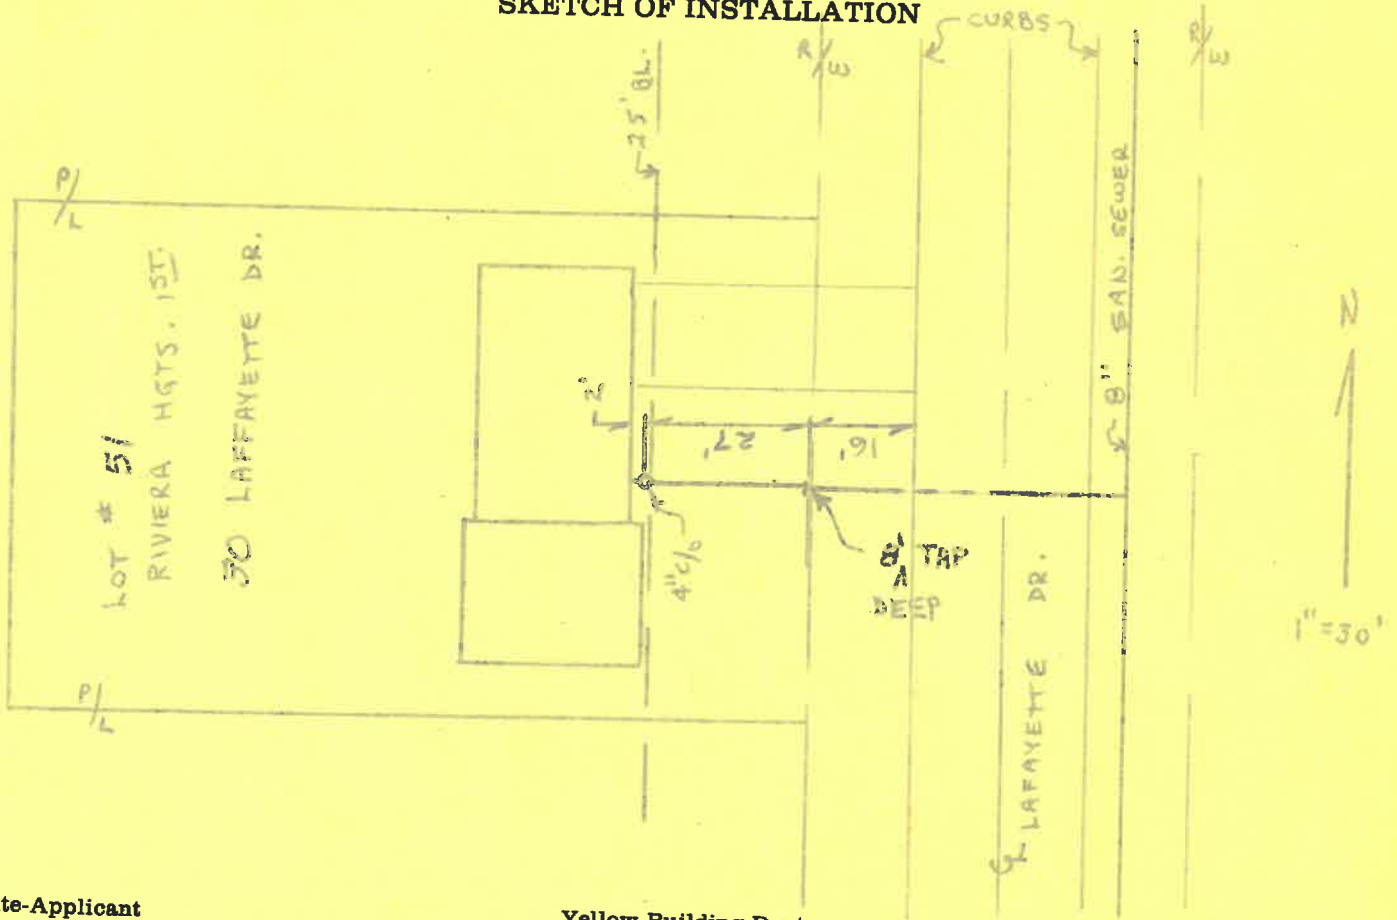 SKETCH OF INSTALLATION
CURBS
R/W
R/W
25' BL.
P/L
LOT # 51
RIVIERA HGTS. 1ST.
30 LAFFAYETTE DR.
8" SAN. SEWER
N
2'
27'
16'
4" C/O
8' TAP
DEEP
1"=30'
P/L
LAFAYETTE DR.
te-Applicant